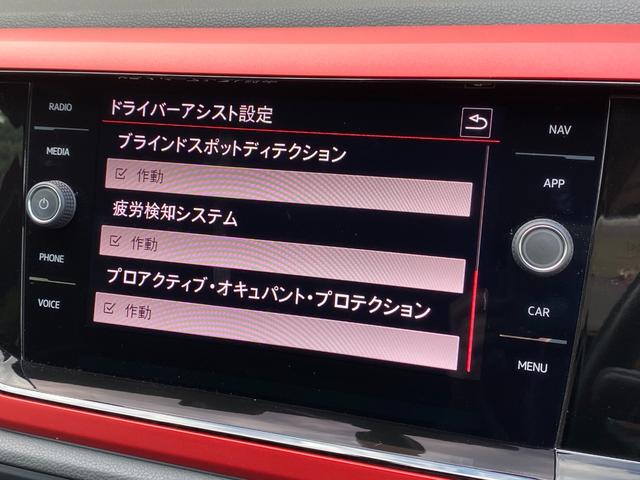 RADIO
MEDIA
PHONE
VOICE
ドライバーアシスト設定
ブラインドスポットディテクション
作動
疲労検知システム
作動
プロアクティブ・オキュパント・プロテクション
作動
NAV
APP
CAR
MENU